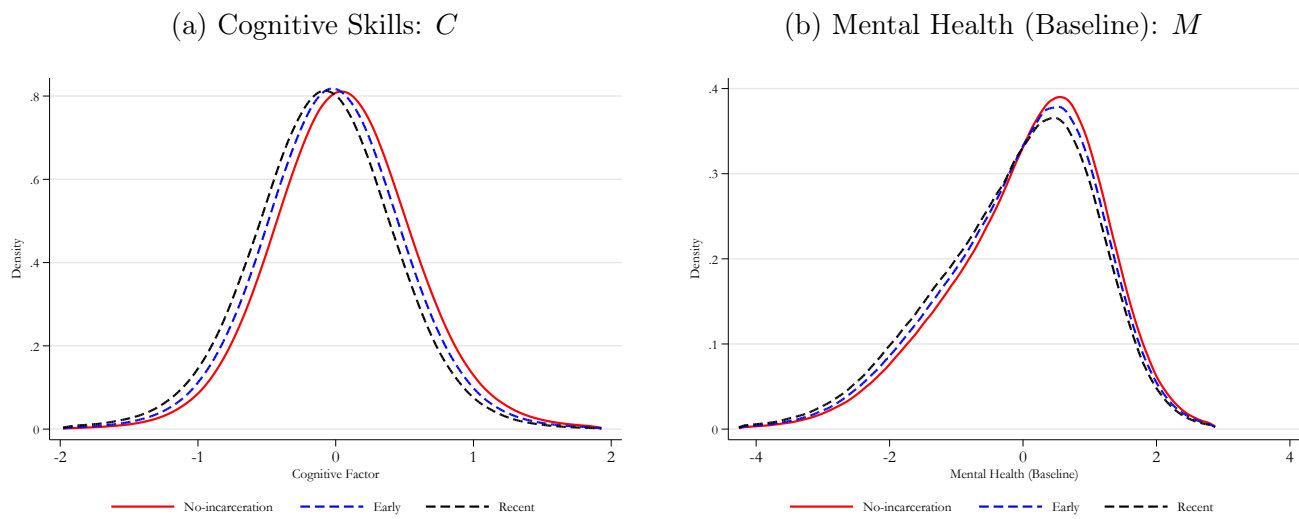 (a) Cognitive Skills: C
.8
.6
.4
.2
0
Density
-2 -1 0 1 2
Cognitive Factor
No-incarceration Early Recent
(b) Mental Health (Baseline): M
.4
.3
.2
.1
0
Density
-4 -2 0 2 4
Mental Health (Baseline)
No-incarceration Early Recent